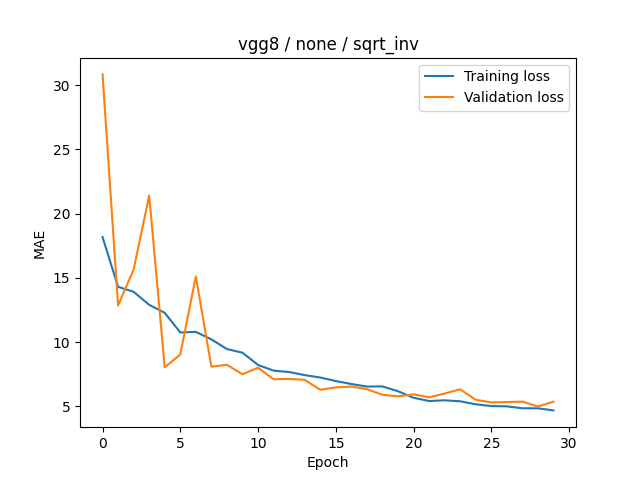 vgg8 / none / sqrt_inv
Training loss
Validation loss
MAE
30
25
20
15
10
5
0 5 10 15 20 25 30
Epoch